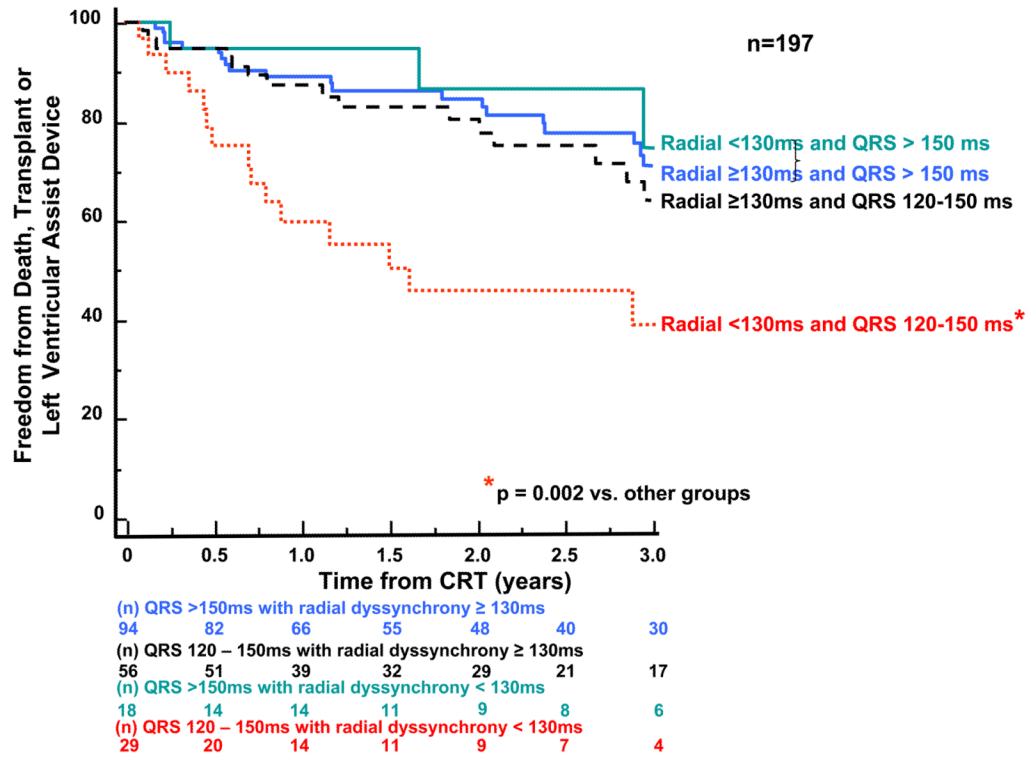 Freedom from Death, Transplant or
Left Ventricular Assist Device
100
80
60
40
20
0
n=197
Radial <130ms and QRS > 150 ms
Radial ≥130ms and QRS > 150 ms
Radial ≥130ms and QRS 120-150 ms
Radial <130ms and QRS 120-150 ms*
* p = 0.002 vs. other groups
0 0.5 1.0 1.5 2.0 2.5 3.0
Time from CRT (years)
(n) QRS >150ms with radial dyssynchrony ≥ 130ms
94 82 66 55 48 40 30
(n) QRS 120 – 150ms with radial dyssynchrony ≥ 130ms
56 51 39 32 29 21 17
(n) QRS >150ms with radial dyssynchrony < 130ms
18 14 14 11 9 8 6
(n) QRS 120 – 150ms with radial dyssynchrony < 130ms
29 20 14 11 9 7 4